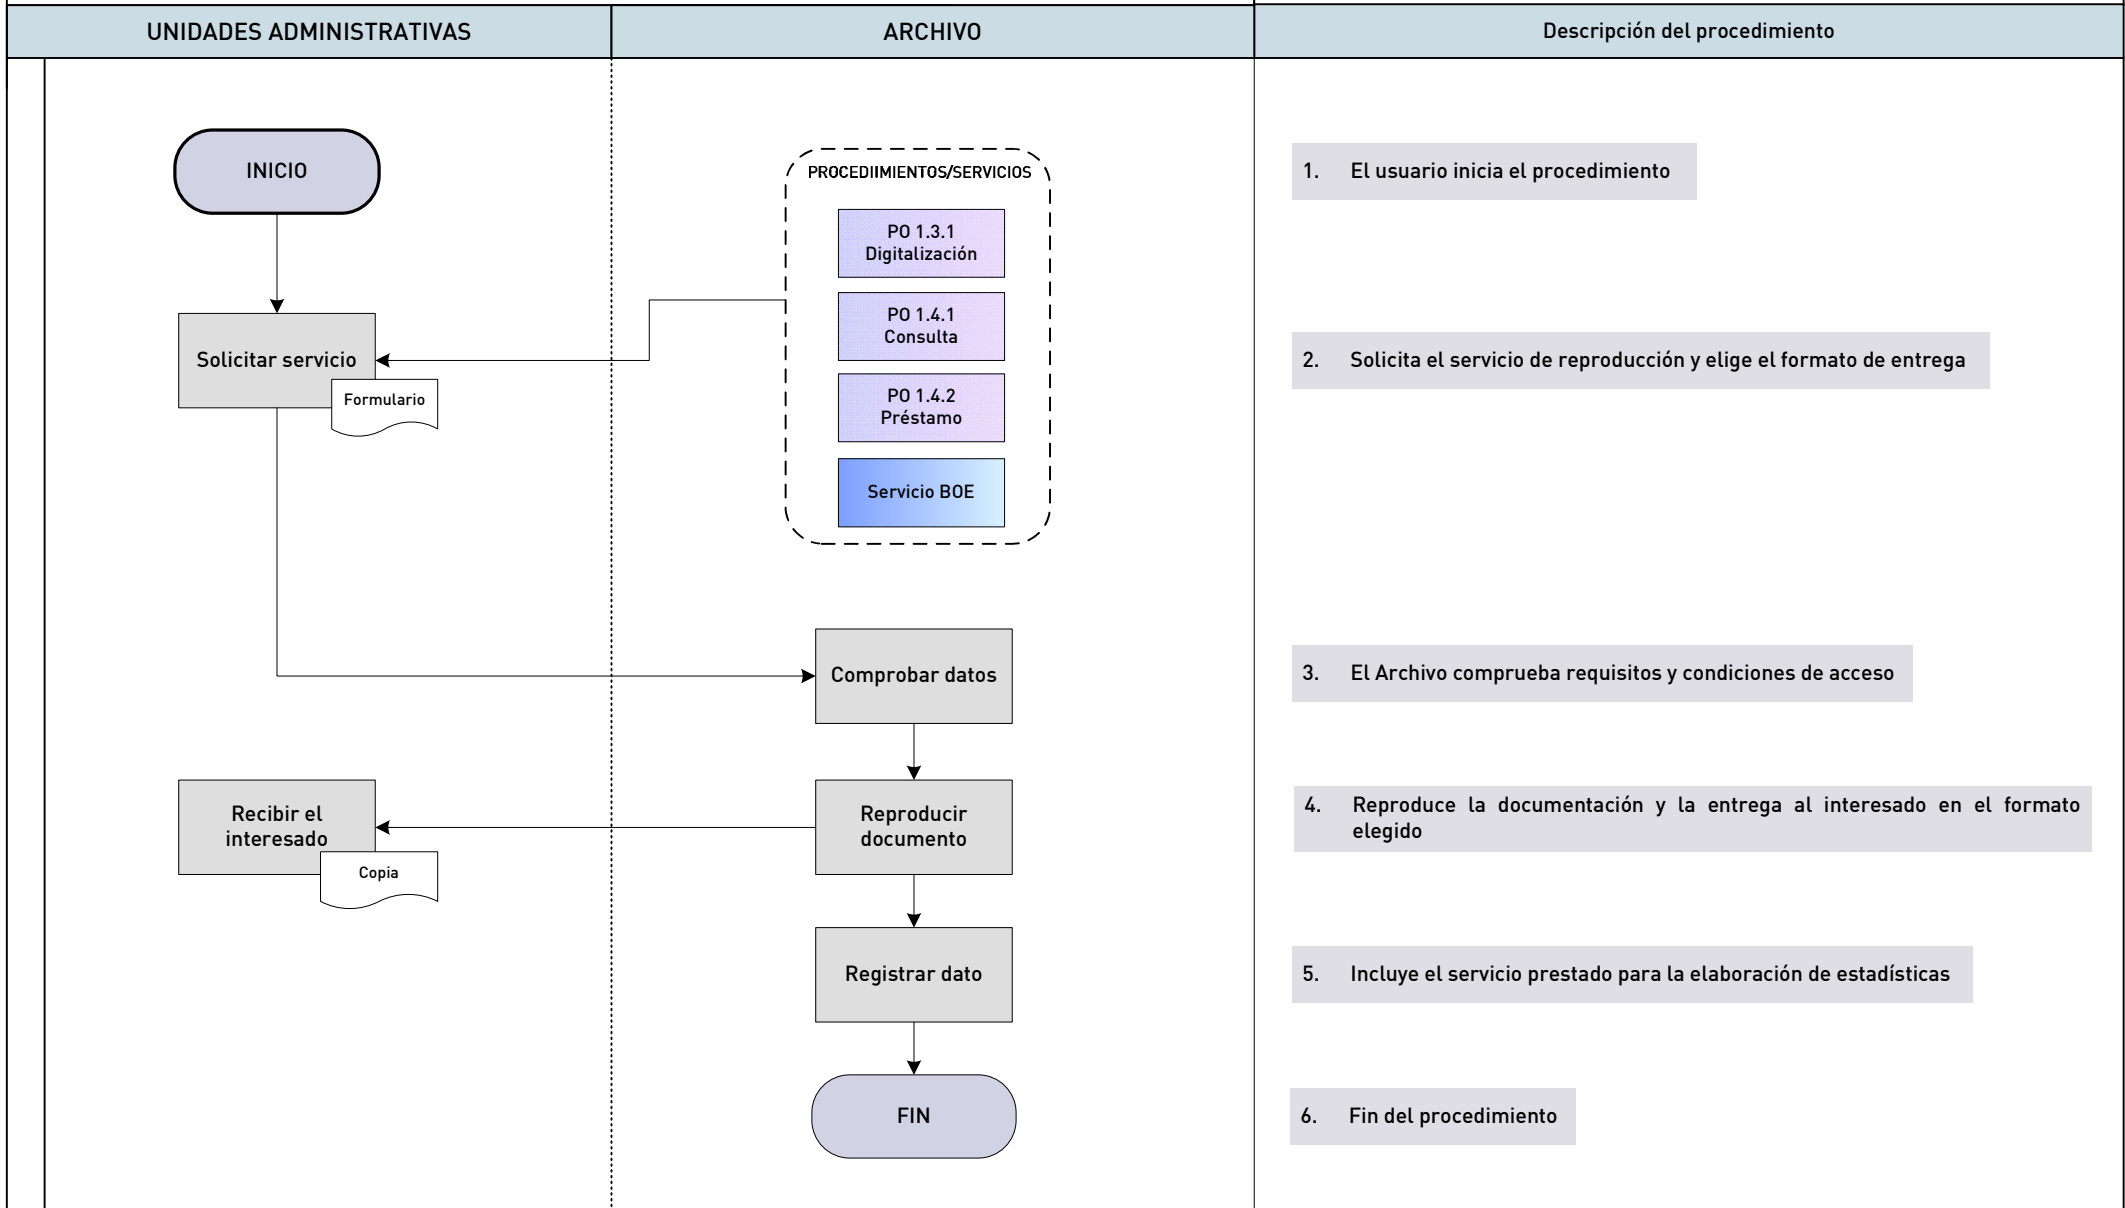 UNIDADES ADMINISTRATIVAS
ARCHIVO
Descripción del procedimiento
INICIO
PROCEDIIMIENTOS/SERVICIOS
1. El usuario inicia el procedimiento
PO 1.3.1
Digitalización
PO 1.4.1
Consulta
Solicitar servicio
2. Solicita el servicio de reproducción y elige el formato de entrega
Formulario
PO 1.4.2
Préstamo
Servicio BOE
Comprobar datos
3. El Archivo comprueba requisitos y condiciones de acceso
Recibir el
interesado
Copia
Reproducir
documento
4. Reproduce la documentación y la entrega al interesado en el formato
elegido
Registrar dato
5. Incluye el servicio prestado para la elaboración de estadísticas
FIN
6. Fin del procedimiento